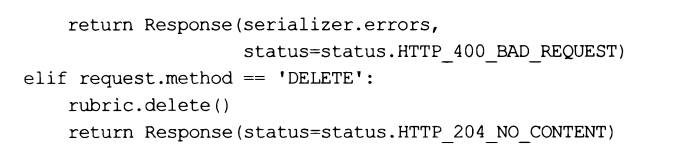 return Response(serializer.errors,
                    status=status.HTTP_400_BAD_REQUEST)
elif request.method == 'DELETE':
    rubric.delete()
    return Response(status=status.HTTP_204_NO_CONTENT)